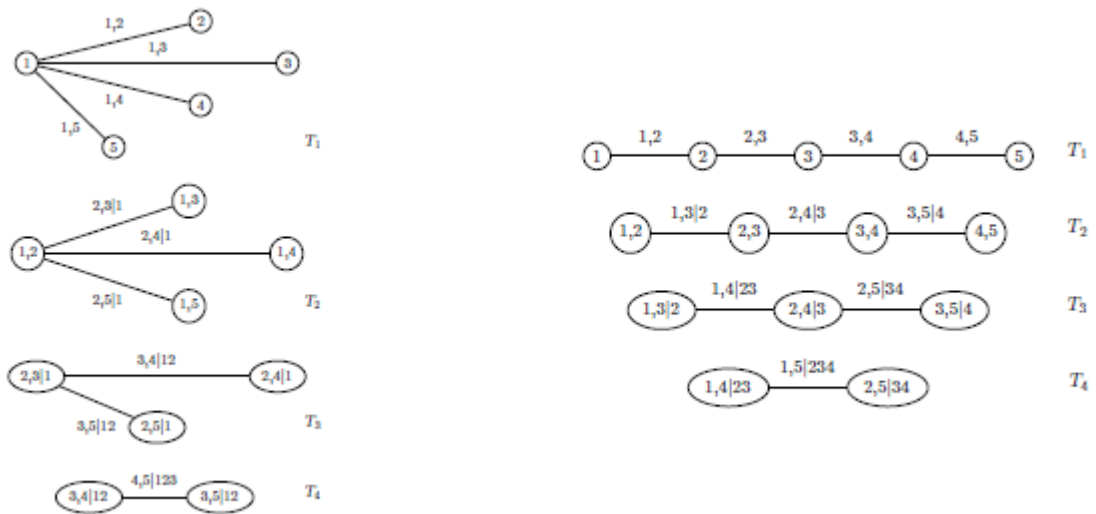 1,2
2
1,3
1
3
1,4
4
1,5
5
T₁
2,3|1
1,3
2,4|1
1,2
1,4
2,5|1
1,5
T₂
3,4|12
2,3|1
2,4|1
3,5|12
2,5|1
T₃
4,5|123
3,4|12
3,5|12
T₄
1,2 2,3 3,4 4,5
1 2 3 4 5 T₁
1,3|2 2,4|3 3,5|4
1,2 2,3 3,4 4,5 T₂
1,4|23 2,5|34
1,3|2 2,4|3 3,5|4 T₃
1,5|234
1,4|23 2,5|34 T₄